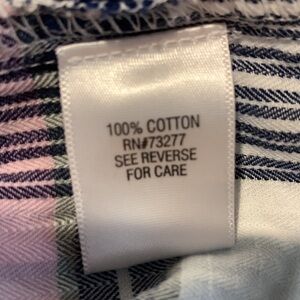 100% COTTON
RN#73277
SEE REVERSE
FOR CARE